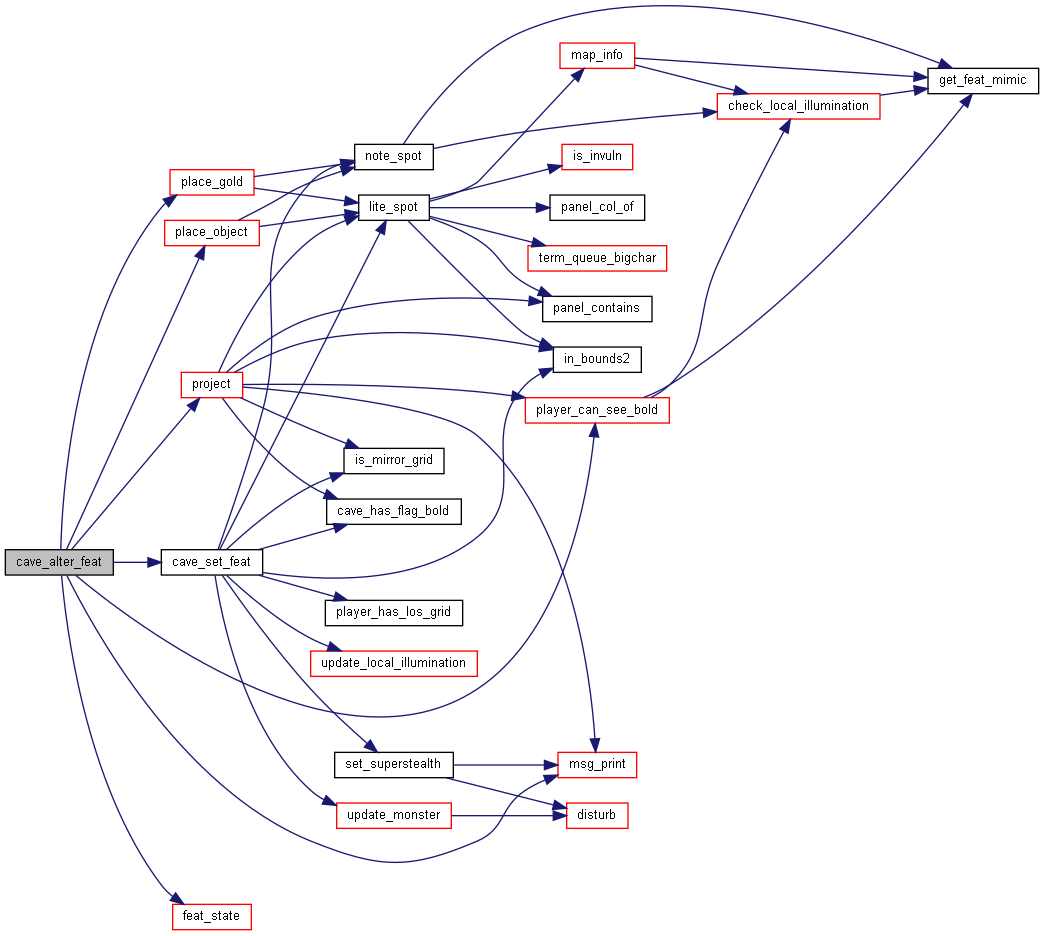 map_info
get_feat_mimic
check_local_illumination
note_spot
is_invuln
place_gold
lite_spot
panel_col_of
place_object
term_queue_bigchar
panel_contains
in_bounds2
project
player_can_see_bold
is_mirror_grid
cave_has_flag_bold
cave_alter_feat
cave_set_feat
player_has_los_grid
update_local_illumination
set_superstealth
msg_print
update_monster
disturb
feat_state